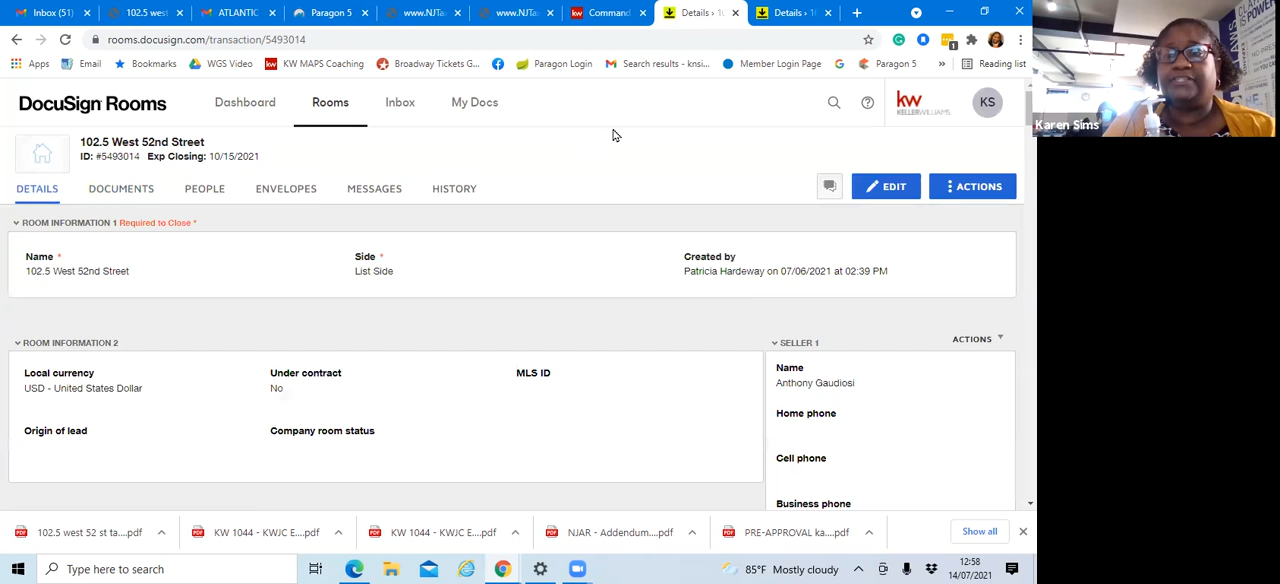 Inbox (51)
102.5 west
ATLANTIC
Paragon 5
www.NJTa
www.NJTa
Command
Details › 10
Details › 10
rooms.docusign.com/transaction/5493014
Apps
Email
Bookmarks
WGS Video
KW MAPS Coaching
Broadway Tickets G...
Paragon Login
Search results - knsi...
Member Login Page
Paragon 5
»
Reading list
DocuSign Rooms
Dashboard
Rooms
Inbox
My Docs
kw
KELLERWILLIAMS
KS
Karen Sims
102.5 West 52nd Street
ID: #5493014 Exp Closing: 10/15/2021
DETAILS
DOCUMENTS
PEOPLE
ENVELOPES
MESSAGES
HISTORY
EDIT
ACTIONS
ROOM INFORMATION 1 Required to Close *
Name *
Side *
Created by
102.5 West 52nd Street
List Side
Patricia Hardeway on 07/06/2021 at 02:39 PM
ROOM INFORMATION 2
SELLER 1
ACTIONS
Local currency
Under contract
MLS ID
USD - United States Dollar
No
Name
Anthony Gaudiosi
Home phone
Origin of lead
Company room status
Cell phone
Business phone
102.5 west 52 st ta....pdf
KW 1044 - KWJC E....pdf
KW 1044 - KWJC E....pdf
NJAR - Addendum....pdf
PRE-APPROVAL ka....pdf
Show all
Type here to search
85°F Mostly cloudy
12:58
14/07/2021